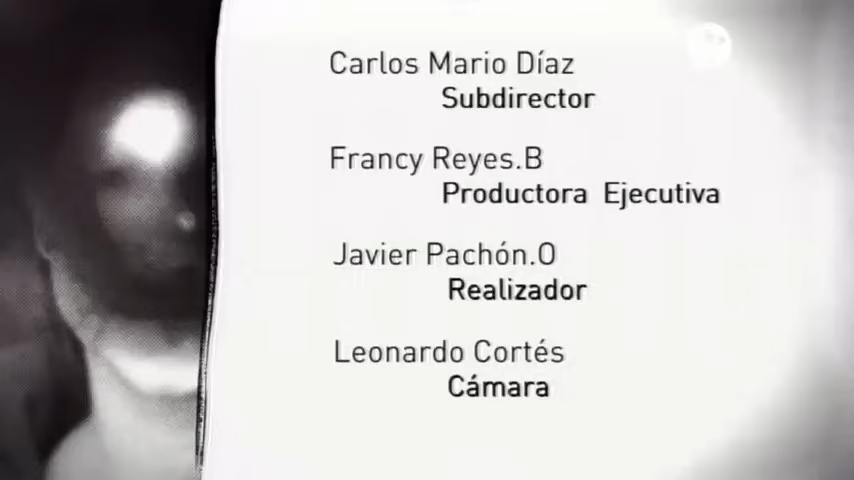 Carlos Mario Díaz
Subdirector
Francy Reyes.B
Productora Ejecutiva
Javier Pachón.O
Realizador
Leonardo Cortés
Cámara